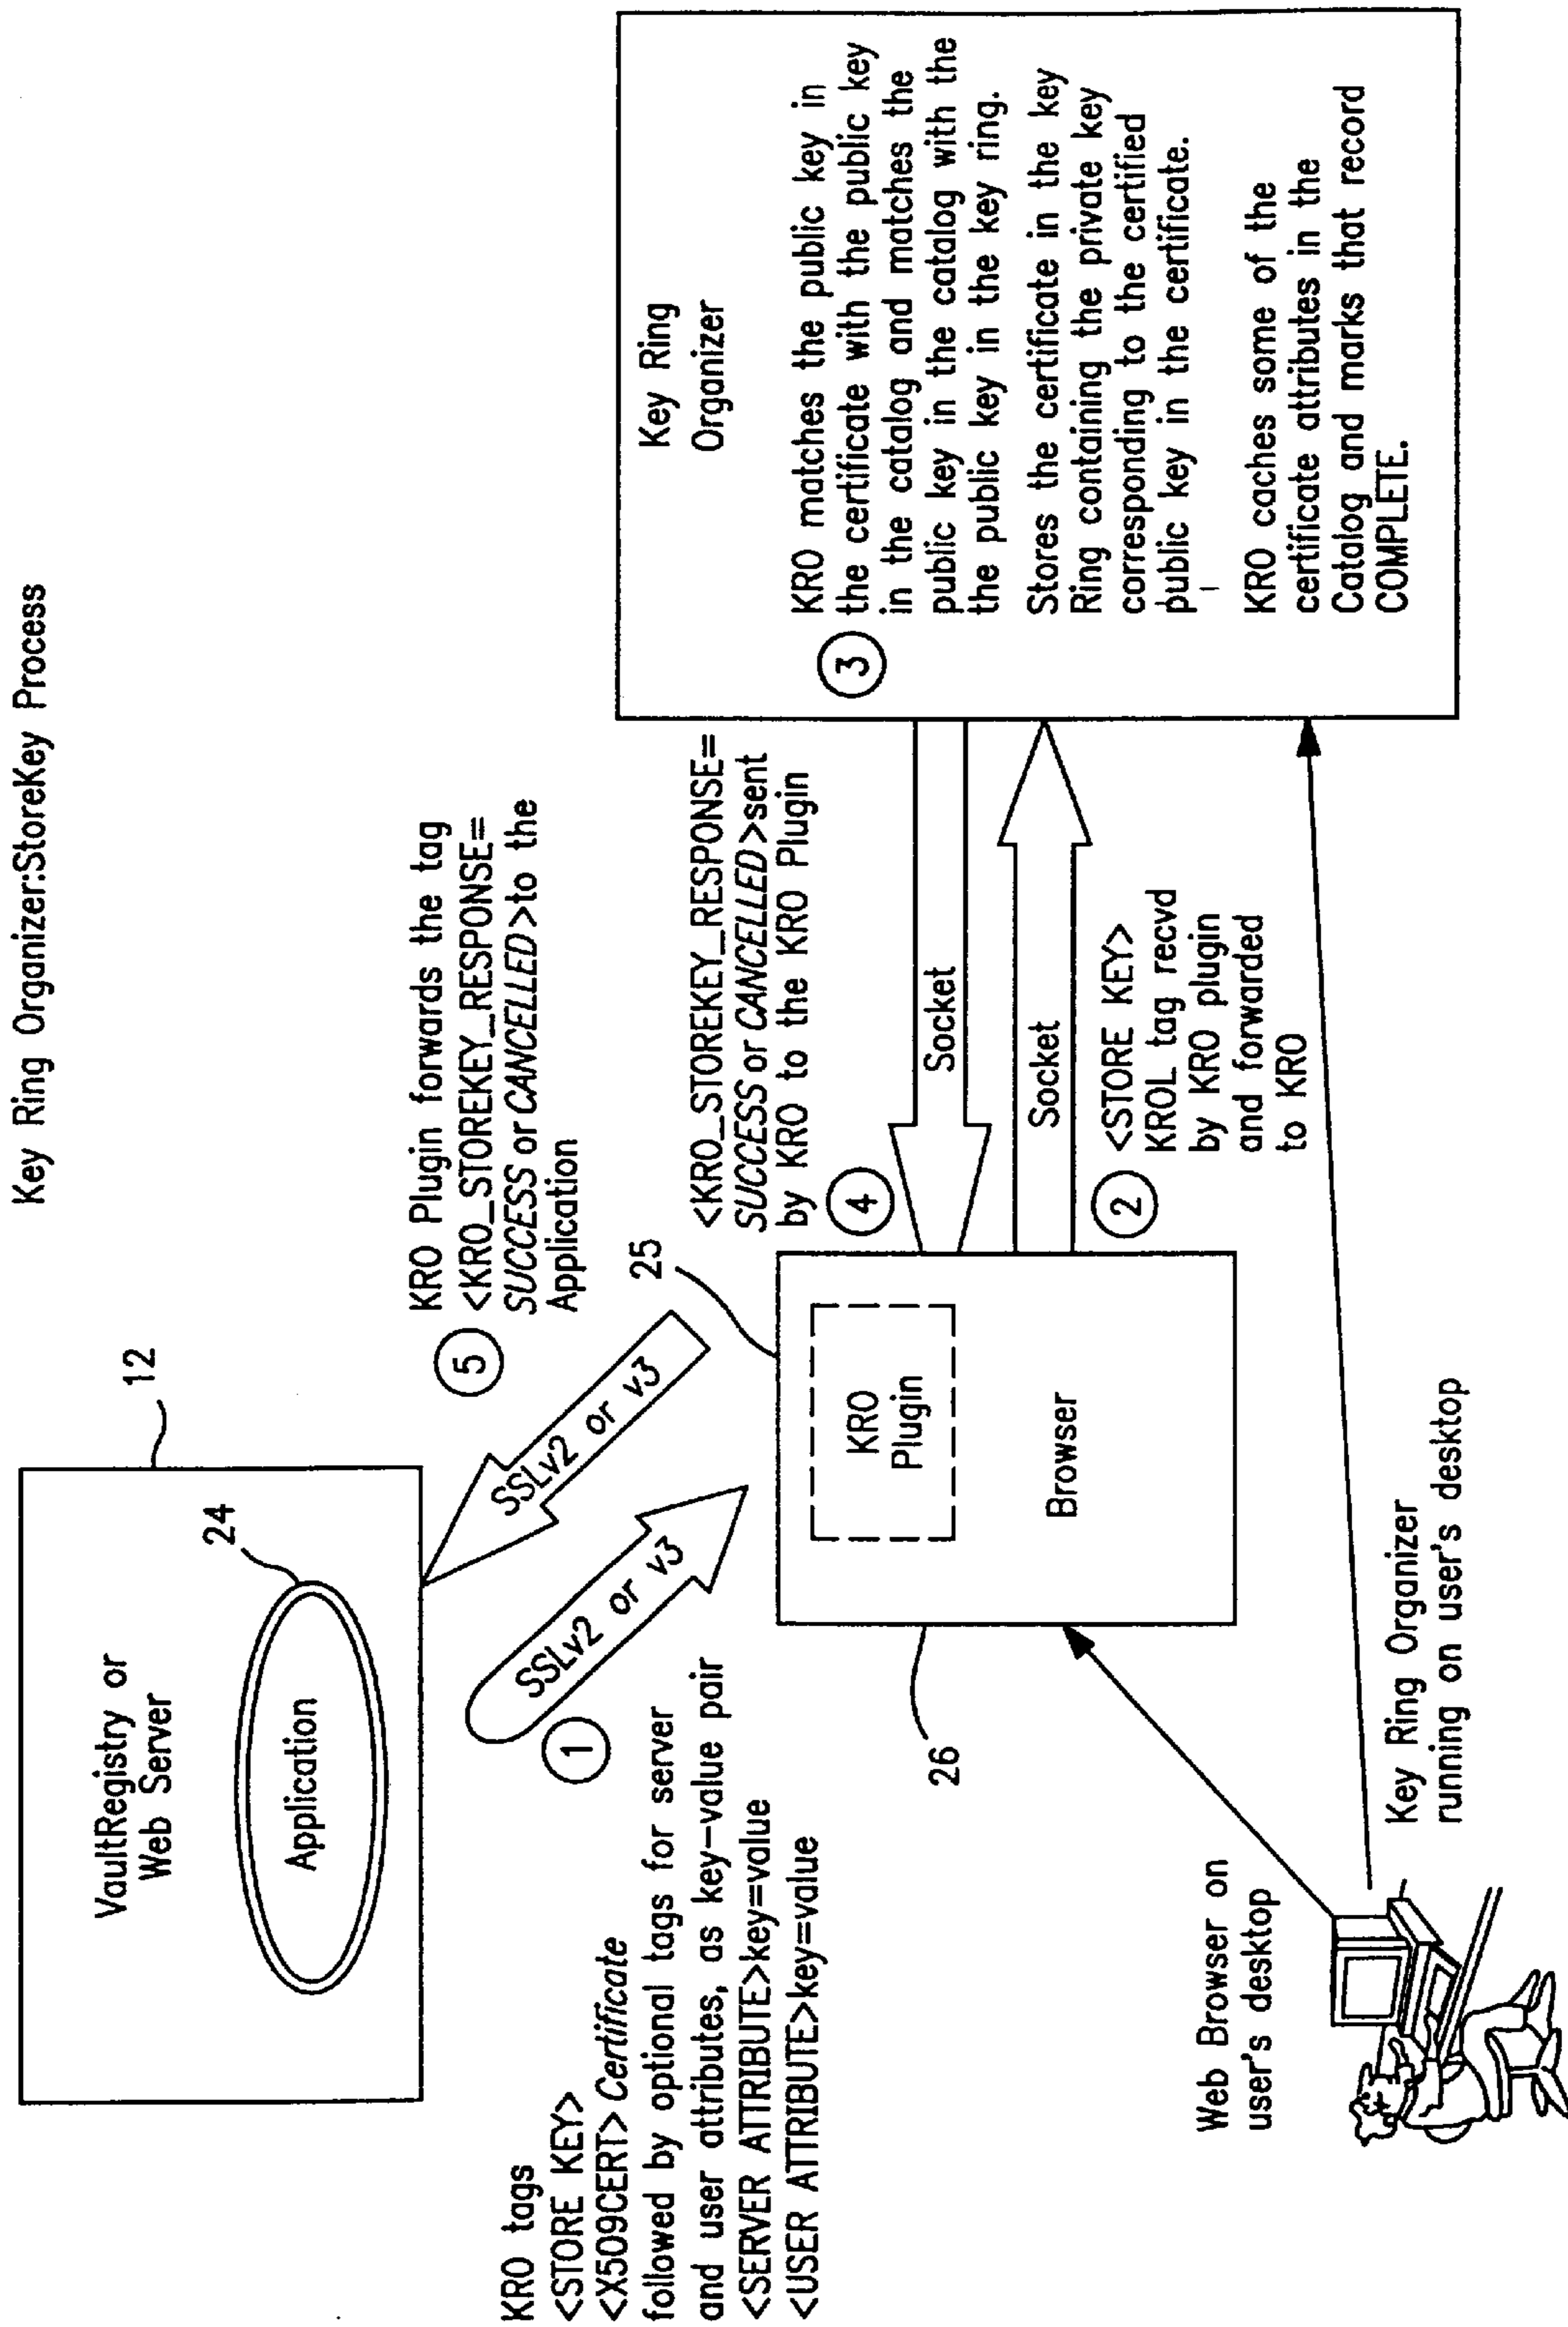 Key Ring Organizer:StoreKey Process
VaultRegistry or
Web Server
12
24
Application
KRO Plugin forwards the tag
<KRO_STOREKEY_RESPONSE=
SUCCESS or CANCELLED>to the
Application
5
SSLv2 or v3
SSLv2 or v3
1
KRO tags
<STORE KEY>
<X509CERT> Certificate
followed by optional tags for server
and user attributes, as key-value pair
<SERVER ATTRIBUTE>key=value
<USER ATTRIBUTE>key=value
25
KRO
Plugin
Browser
26
<KRO_STOREKEY_RESPONSE=
SUCCESS or CANCELLED>sent
by KRO to the KRO Plugin
4
Socket
Socket
2
<STORE KEY>
KROL tag recvd
by KRO plugin
and forwarded
to KRO
Key Ring
Organizer
3
KRO matches the public key in
the certificate with the public key
in the catalog and matches the
public key in the catalog with the
the public key in the key ring.
Stores the certificate in the key
Ring containing the private key
corresponding to the certified
public key in the certificate.
KRO caches some of the
certificate attributes in the
Catalog and marks that record
COMPLETE.
Web Browser on
user's desktop
Key Ring Organizer
running on user's desktop